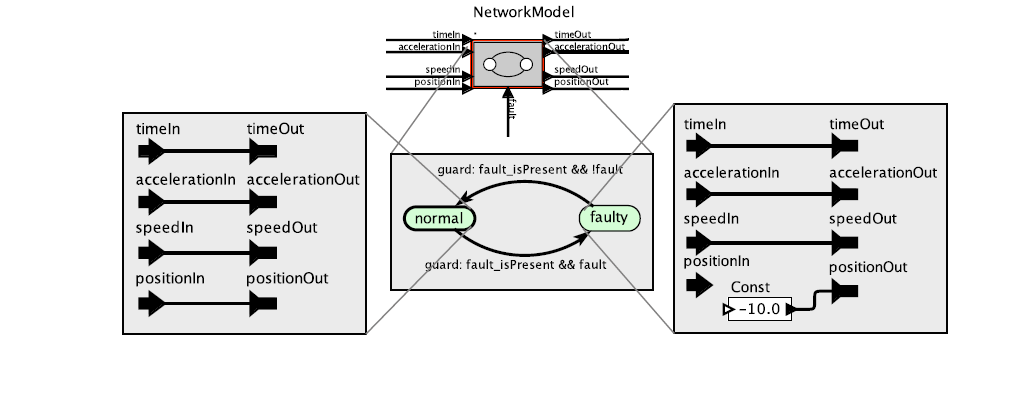 NetworkModel
timeIn
timeOut
accelerationIn
accelerationOut
speedIn
speedOut
positionIn
positionOut
fault
timeIn
timeOut
accelerationIn
accelerationOut
speedIn
speedOut
positionIn
positionOut
guard: fault_isPresent && !fault
normal
faulty
guard: fault_isPresent && fault
timeIn
timeOut
accelerationIn
accelerationOut
speedIn
speedOut
positionIn
positionOut
Const
-10.0